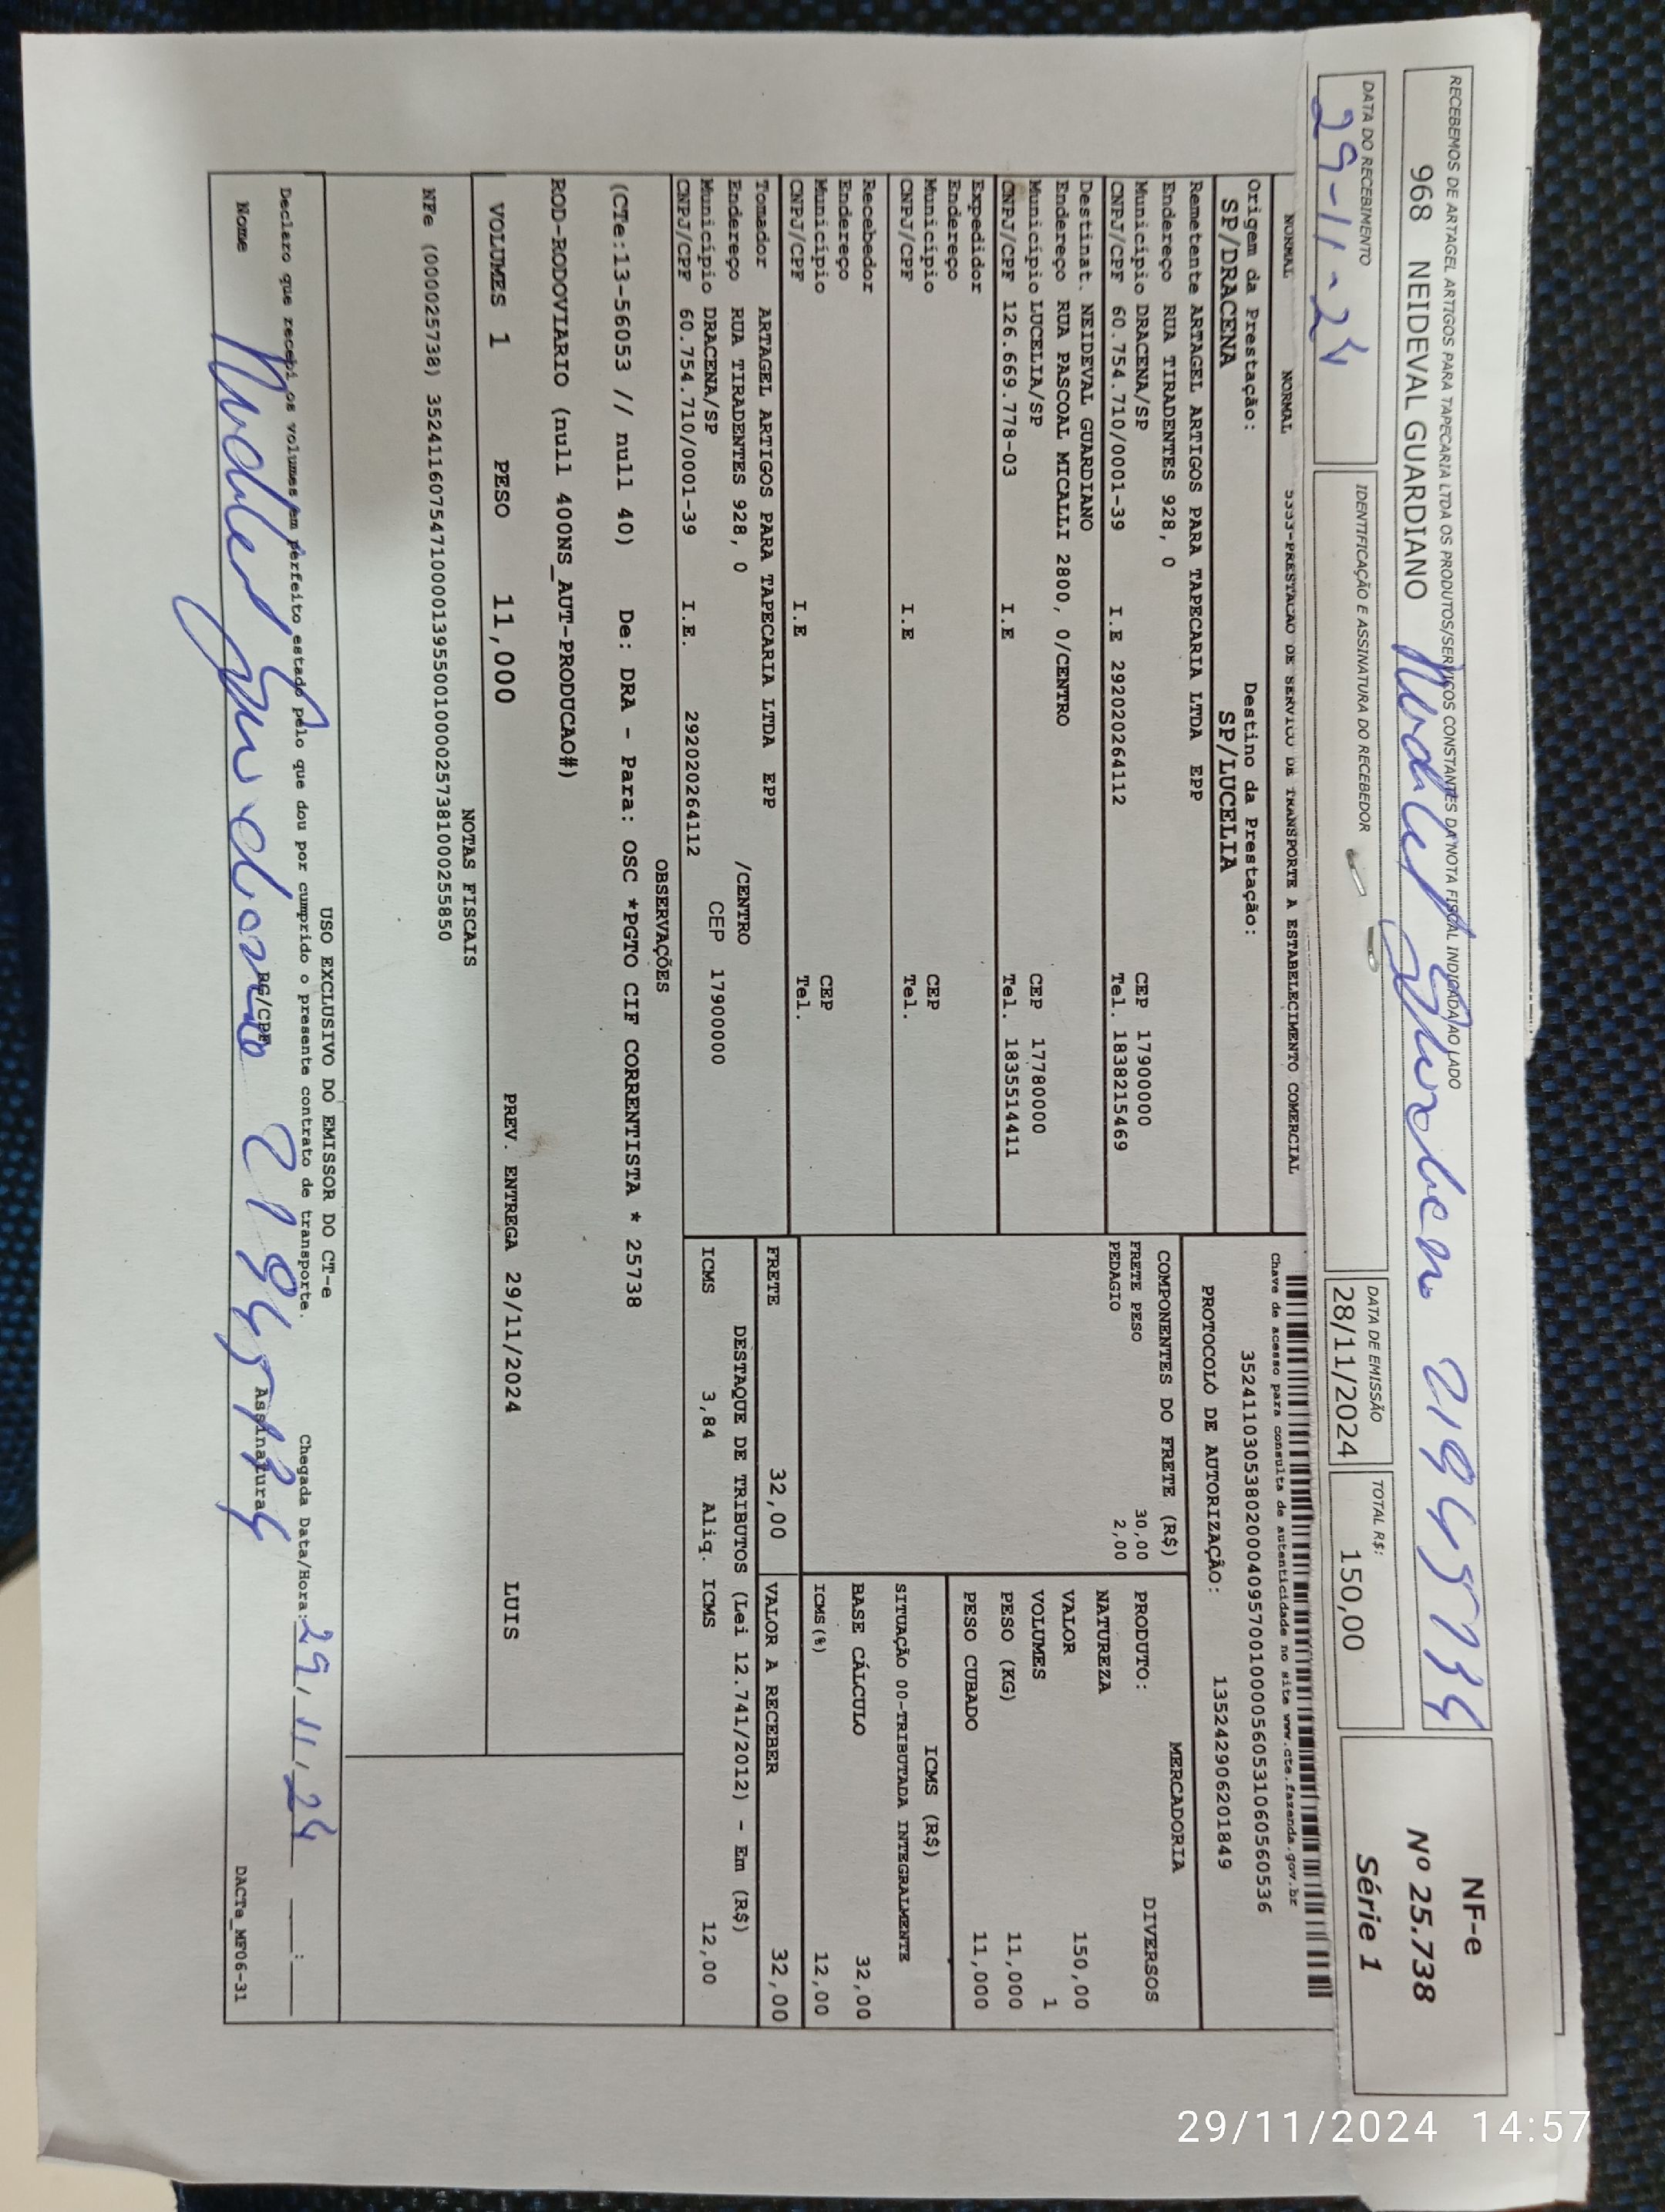 RECEBEMOS DE ARTAGEL ARTIGOS PARA TAPECARIA LTDA OS PRODUTOS/SERVIÇOS CONSTANTES DA NOTA FISCAL INDICADA AO LADO
968 NEIDEVAL GUARDIANO
NF-e
Nº 25.738
Série 1
DATA DO RECEBIMENTO
29-11-24
IDENTIFICAÇÃO E ASSINATURA DO RECEBEDOR
DATA DE EMISSÃO
28/11/2024
TOTAL R$:
150,00
NORMAL NORMAL 5353-PRESTACAO DE SERVICO DE TRANSPORTE A ESTABELECIMENTO COMERCIAL
Chave de acesso para consulta de autenticidade no site www.cte.fazenda.gov.br
35241103053802000409570010000560531060560536
PROTOCOLO DE AUTORIZAÇÃO: 135242906201849
Origem da Prestação: Destino da Prestação:
SP/DRACENA SP/LUCELIA
Remetente ARTAGEL ARTIGOS PARA TAPECARIA LTDA EPP
Endereço RUA TIRADENTES 928, 0
Município DRACENA/SP CEP 17900000
CNPJ/CPF 60.754.710/0001-39 I.E 292020264112 Tel. 1838215469
Destinat. NEIDEVAL GUARDIANO
Endereço RUA PASCOAL MICALLI 2800, 0/CENTRO
Município LUCELIA/SP CEP 17780000
CNPJ/CPF 126.669.778-03 I.E Tel. 1835514411
Expedidor
Endereço
Município CEP
CNPJ/CPF I.E Tel.
Recebedor
Endereço
Município CEP
CNPJ/CPF I.E Tel.
Tomador ARTAGEL ARTIGOS PARA TAPECARIA LTDA EPP
Endereço RUA TIRADENTES 928, 0 /CENTRO
Município DRACENA/SP CEP 17900000
CNPJ/CPF 60.754.710/0001-39 I.E. 292020264112
COMPONENTES DO FRETE (R$)
FRETE PESO 30,00
PEDAGIO 2,00
MERCADORIA
PRODUTO: DIVERSOS
NATUREZA
VALOR 150,00
VOLUMES 1
PESO (KG) 11,000
PESO CUBADO 11,000
ICMS (R$)
SITUAÇÃO 00-TRIBUTADA INTEGRALMENTE
BASE CÁLCULO 32,00
ICMS(%) 12,00
FRETE 32,00 VALOR A RECEBER 32,00
DESTAQUE DE TRIBUTOS (Lei 12.741/2012) - Em (R$)
ICMS 3,84 Aliq. ICMS 12,00
OBSERVAÇÕES
(CTe:13-56053 // null 40) De: DRA - Para: OSC *PGTO CIF CORRENTISTA * 25738
ROD-RODOVIARIO (null 400NS_AUT-PRODUCAO#)
VOLUMES 1 PESO 11,000 PREV. ENTREGA 29/11/2024 LUIS
NOTAS FISCAIS
NFe (000025738) 35241160754710000139550010000257381000255850
USO EXCLUSIVO DO EMISSOR DO CT-e
Declaro que recebi os volumes em perfeito estado pelo que dou por cumprido o presente contrato de transporte. Chegada Data/Hora: 29/11/24 __:__
Nome RG/CPF Assinatura
DACTe_MF06-31
29/11/2024 14:57